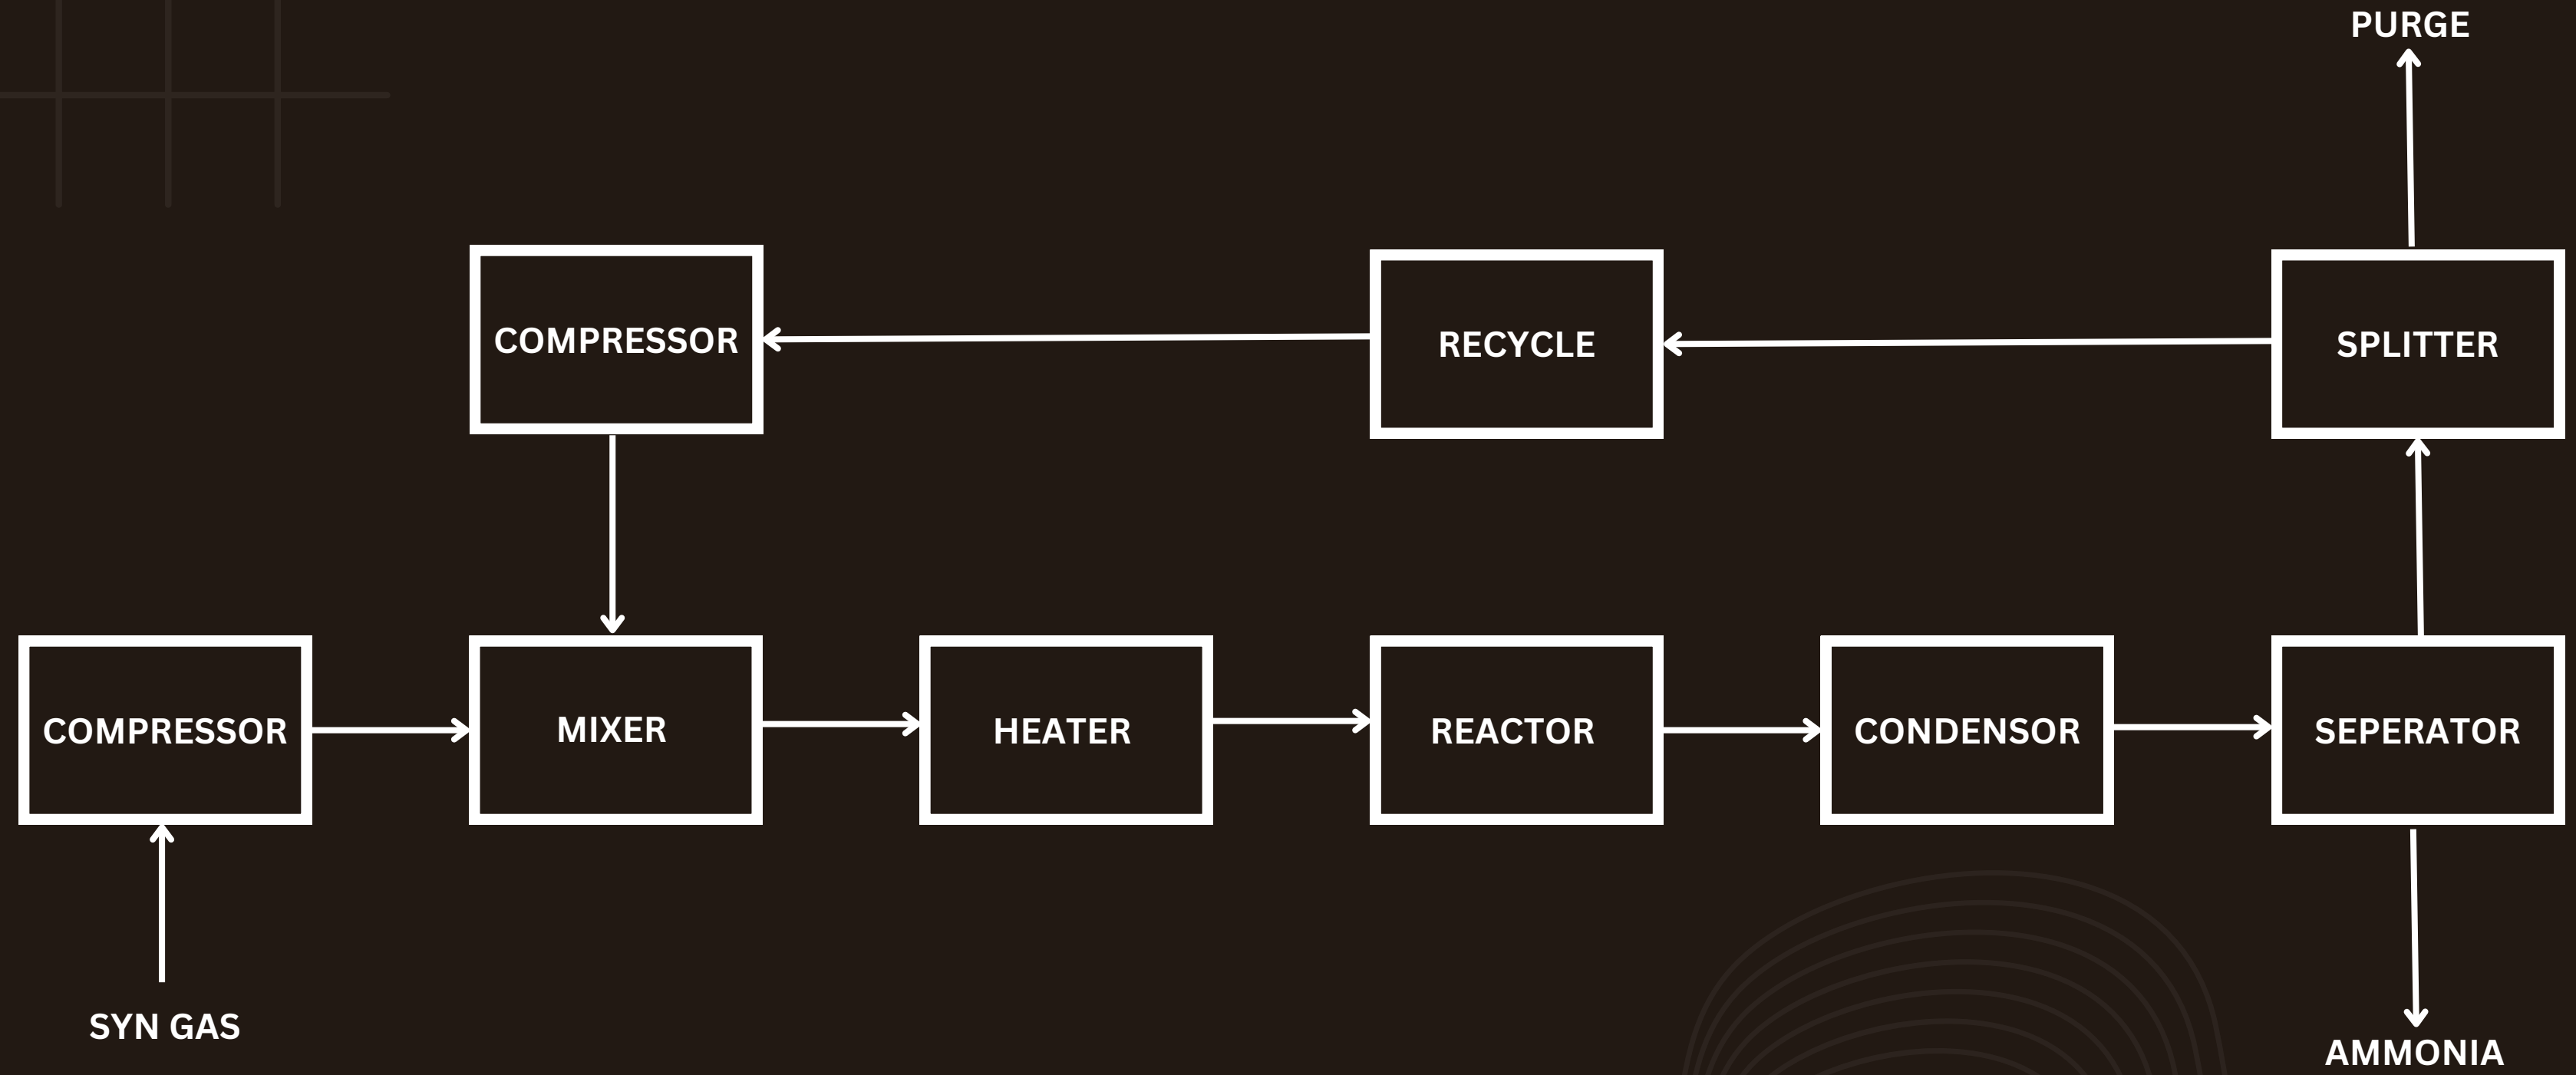 PURGE
COMPRESSOR
RECYCLE
SPLITTER
COMPRESSOR
MIXER
HEATER
REACTOR
CONDENSOR
SEPERATOR
SYN GAS
AMMONIA